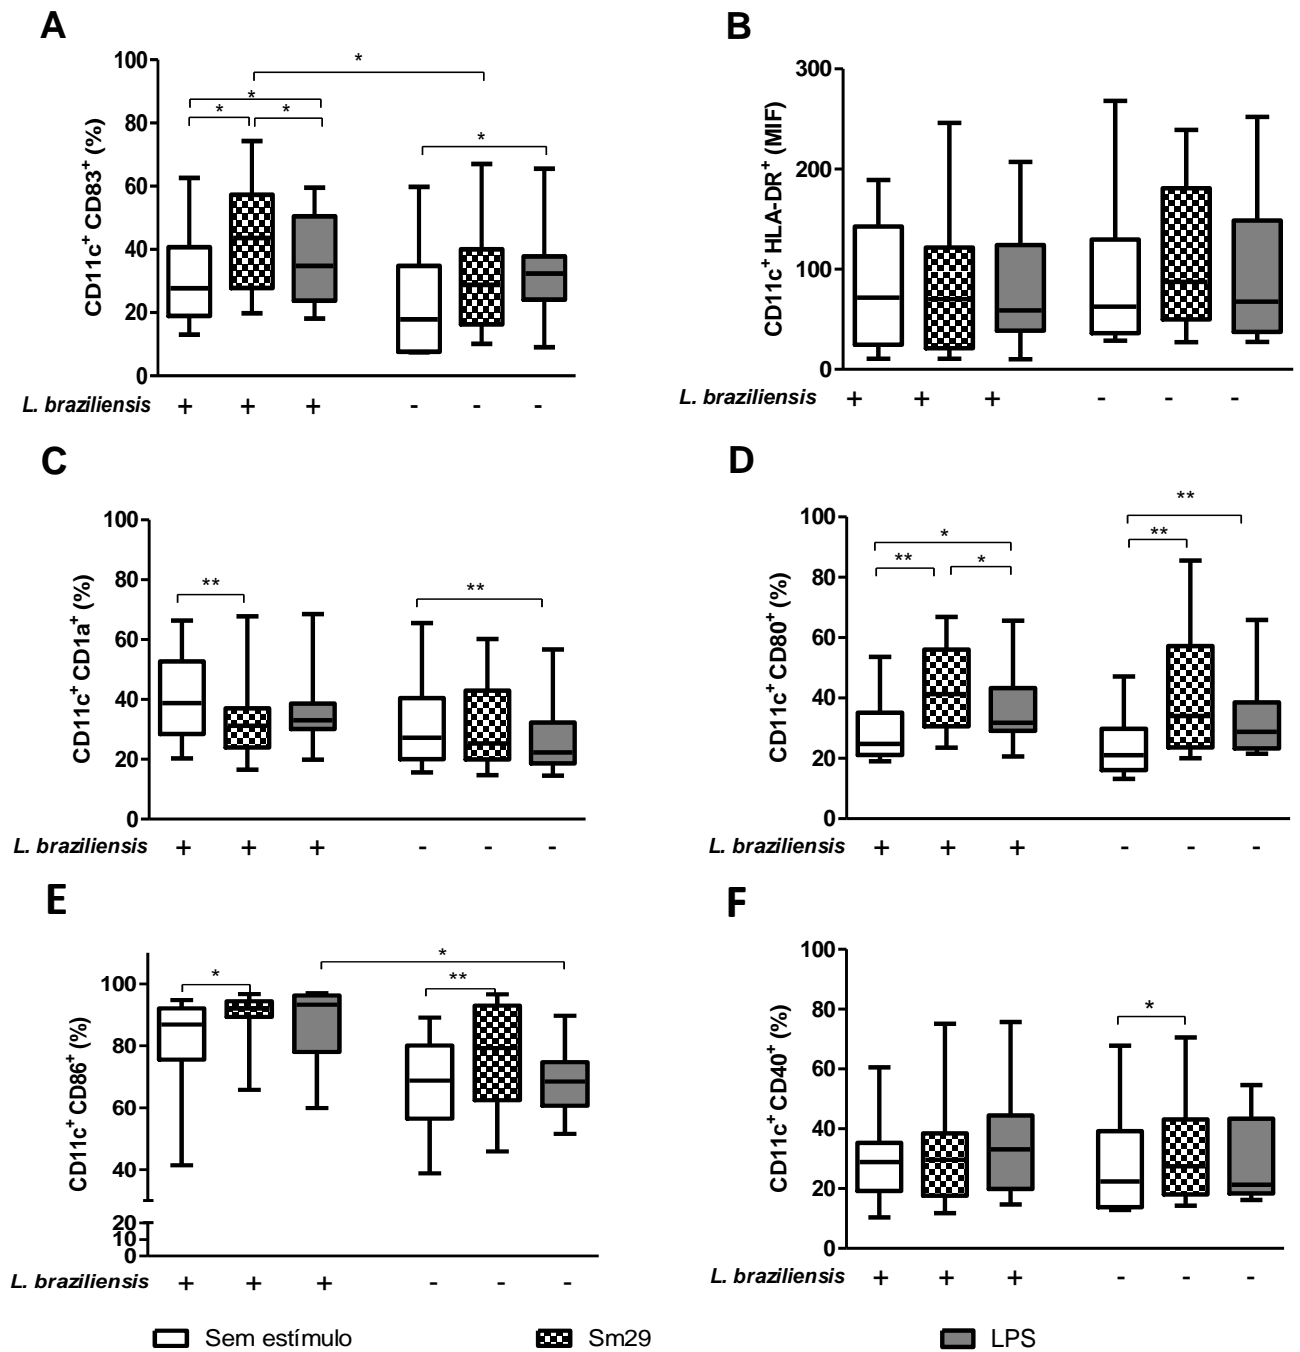 A
CD11c+ CD83+ (%)
100
80
60
40
20
0
*
*
*
*
*
L. braziliensis + + + - - -
B
CD11c+ HLA-DR+ (MIF)
300
200
100
0
L. braziliensis + + + - - -
C
CD11c+ CD1a+ (%)
100
80
60
40
20
0
**
**
L. braziliensis + + + - - -
D
CD11c+ CD80+ (%)
100
80
60
40
20
0
*
**
*
**
**
L. braziliensis + + + - - -
E
CD11c+ CD86+ (%)
100
80
60
40
20
0
*
*
**
L. braziliensis + + + - - -
F
CD11c+ CD40+ (%)
100
80
60
40
20
0
*
L. braziliensis + + + - - -
Sem estímulo Sm29 LPS